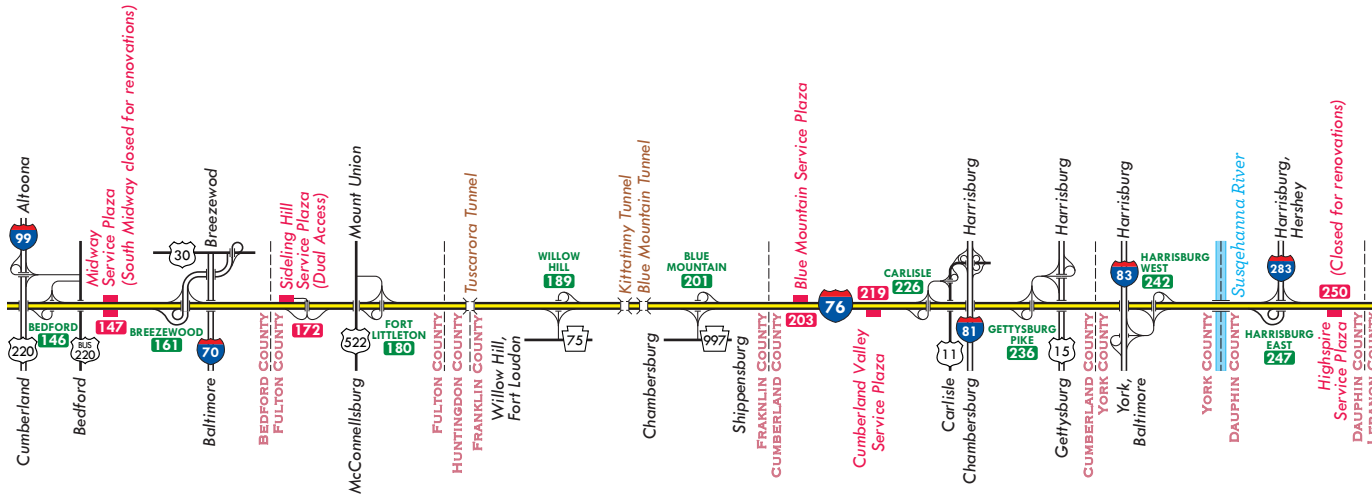 99
Altoona
220
Cumberland
BEDFORD
146
BUS
220
Bedford
Midway
Service Plaza
(South Midway closed for renovations)
147
BREEZEWOOD
161
30
Breezewod
70
Baltimore
BEDFORD COUNTY
FULTON COUNTY
Sideling Hill
Service Plaza
(Dual Access)
172
Mount Union
522
McConnellsburg
FORT
LITTLETON
180
FULTON COUNTY
HUNTINGDON COUNTY
FRANKLIN COUNTY
Tuscarora Tunnel
WILLOW
HILL
189
75
Willow Hill,
Fort Loudon
Kittatinny Tunnel
Blue Mountain Tunnel
BLUE
MOUNTAIN
201
997
Chambersburg
Shippensburg
FRAKNLIN COUNTY
CUMBERLAND COUNTY
Blue Mountain Service Plaza
203
76
219
Cumberland Valley
Service Plaza
CARLISLE
226
11
Carlisle
Harrisburg
81
Chambersburg
GETTYSBURG
PIKE
236
Harrisburg
15
Gettysburg
CUMBERLAND COUNTY
YORK COUNTY
Harrisburg
83
York,
Baltimore
HARRISBURG
WEST
242
YORK COUNTY
DAUPHIN COUNTY
Susqehanna River
Harrisburg,
Hershey
283
HARRISBURG
EAST
247
250
(Closed for renovations)
Highspire
Service Plaza
DAUPHIN COUNTY
LEBANON COUNTY